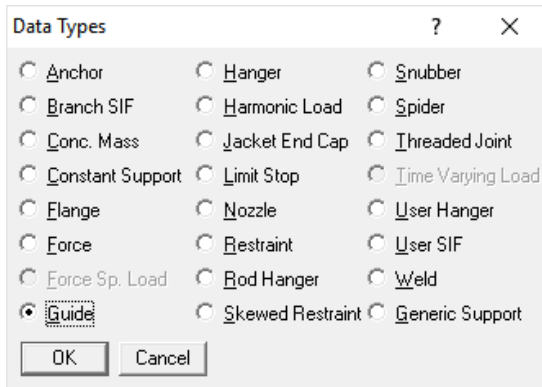 Data Types ? X
Anchor Hanger Snubber
Branch SIF Harmonic Load Spider
Conc. Mass Jacket End Cap Threaded Joint
Constant Support Limit Stop Time Varying Load
Flange Nozzle User Hanger
Force Restraint User SIF
Force Sp. Load Rod Hanger Weld
Guide Skewed Restraint Generic Support
OK Cancel